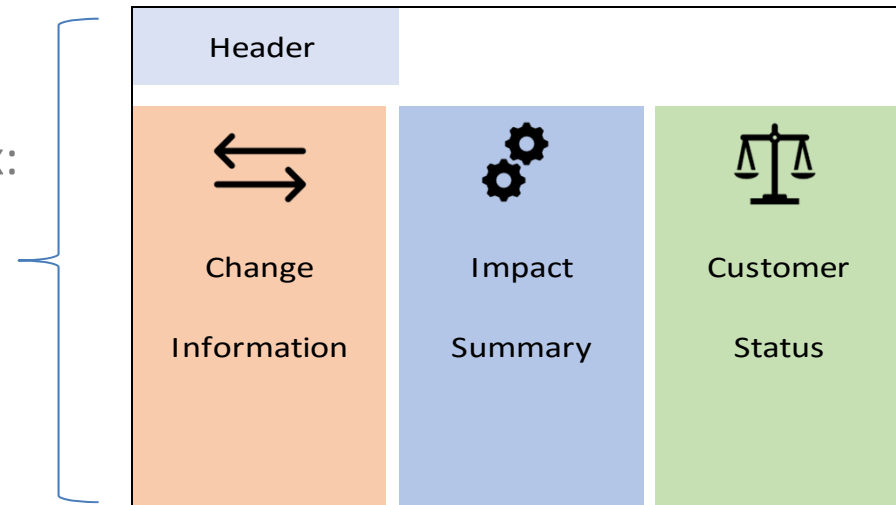 Header
Change
Information
Impact
Summary
Customer
Status